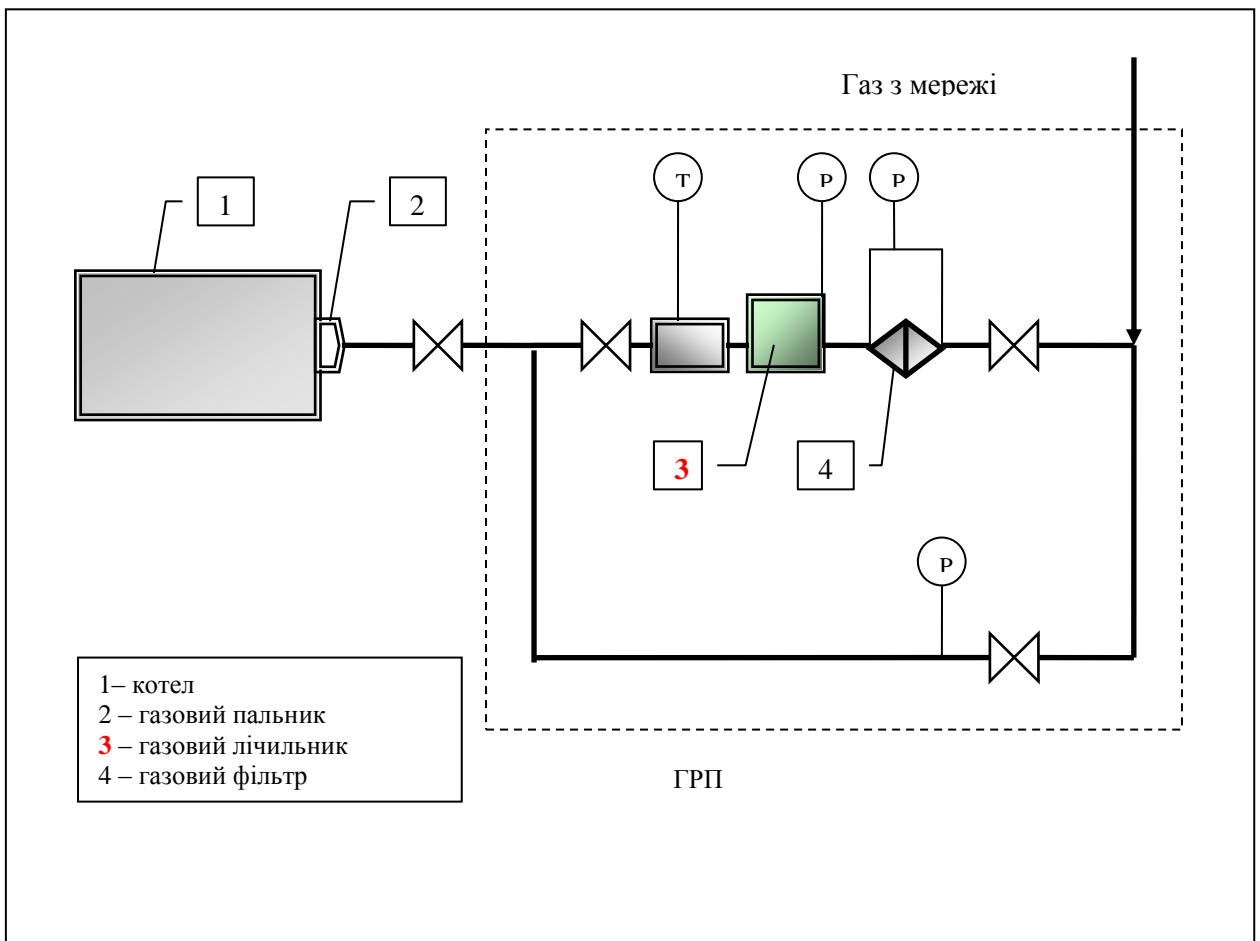 Газ з мережі
Т Р Р
1 2
3 4
Р
1– котел
2 – газовий пальник
3 – газовий лічильник
4 – газовий фільтр
ГРП